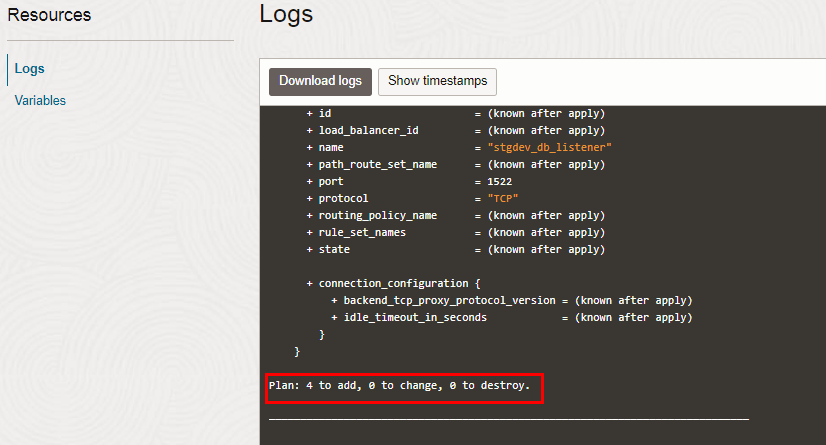 Resources
Logs
Variables
Logs
Download logs Show timestamps
+ id = (known after apply)
+ load_balancer_id = (known after apply)
+ name = "stgdev_db_listener"
+ path_route_set_name = (known after apply)
+ port = 1522
+ protocol = "TCP"
+ routing_policy_name = (known after apply)
+ rule_set_names = (known after apply)
+ state = (known after apply)
+ connection_configuration {
+ backend_tcp_proxy_protocol_version = (known after apply)
+ idle_timeout_in_seconds = (known after apply)
}
}
Plan: 4 to add, 0 to change, 0 to destroy.